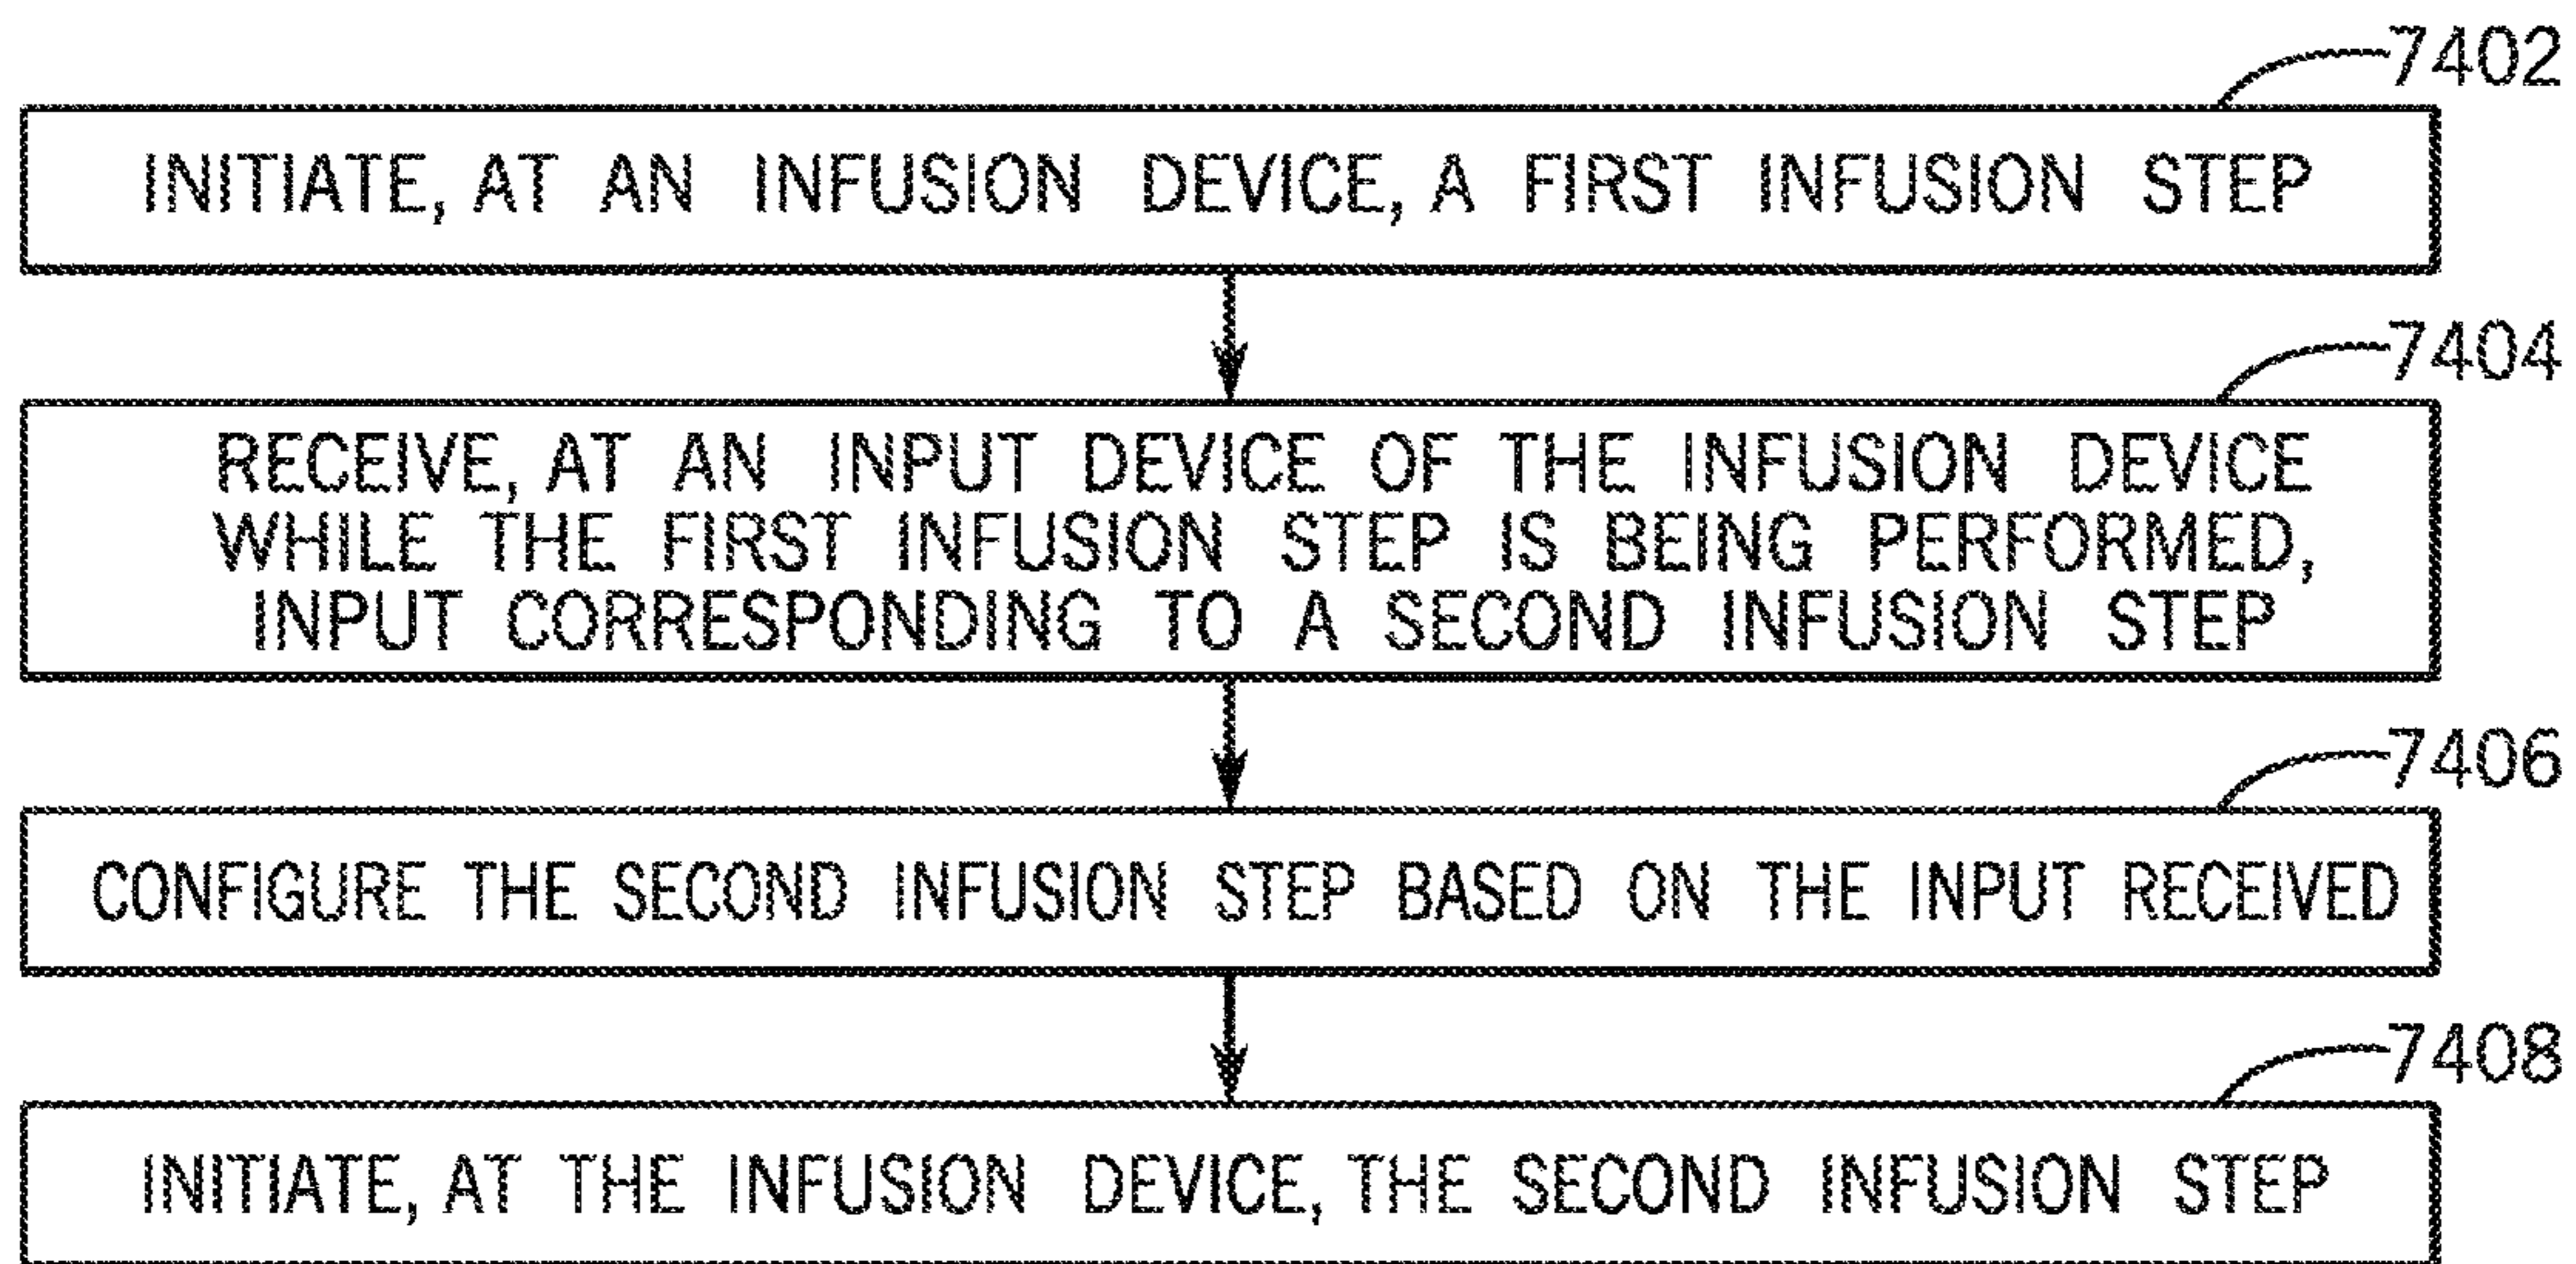 7402
INITIATE, AT AN INFUSION DEVICE, A FIRST INFUSION STEP
7404
RECEIVE, AT AN INPUT DEVICE OF THE INFUSION DEVICE
WHILE THE FIRST INFUSION STEP IS BEING PERFORMED,
INPUT CORRESPONDING TO A SECOND INFUSION STEP
7406
CONFIGURE THE SECOND INFUSION STEP BASED ON THE INPUT RECEIVED
7408
INITIATE, AT THE INFUSION DEVICE, THE SECOND INFUSION STEP